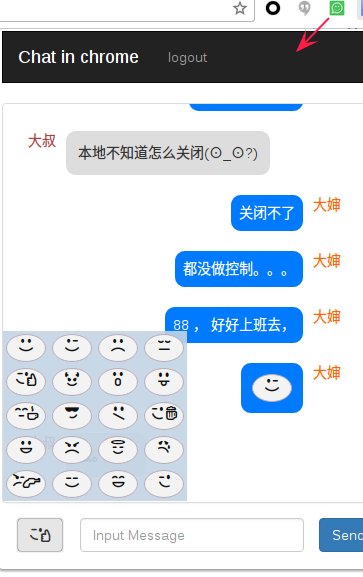 Chat in chrome logout
大叔
本地不知道怎么关闭(⊙_⊙?)
关闭不了
大婶
都没做控制。。。
大婶
88 ， 好好上班去，
大婶
大婶
Input Message
Send